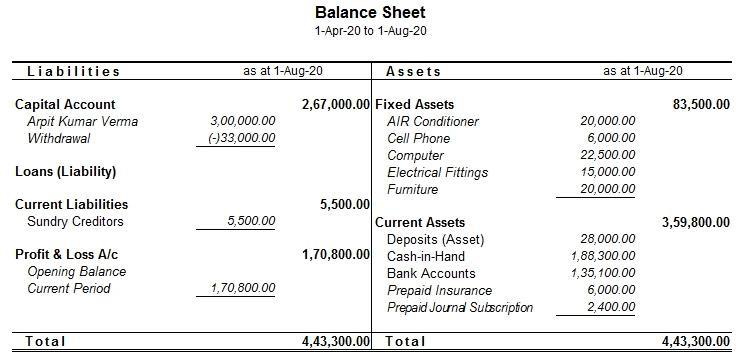 Balance Sheet
1-Apr-20 to 1-Aug-20
Liabilities as at 1-Aug-20 Assets as at 1-Aug-20
Capital Account 2,67,000.00 Fixed Assets 83,500.00
Arpit Kumar Verma 3,00,000.00 AIR Conditioner 20,000.00
Withdrawal (-)33,000.00 Cell Phone 6,000.00
Computer 22,500.00
Loans (Liability) Electrical Fittings 15,000.00
Furniture 20,000.00
Current Liabilities 5,500.00
Sundry Creditors 5,500.00 Current Assets 3,59,800.00
Deposits (Asset) 28,000.00
Profit & Loss A/c 1,70,800.00 Cash-in-Hand 1,88,300.00
Opening Balance Bank Accounts 1,35,100.00
Current Period 1,70,800.00 Prepaid Insurance 6,000.00
Prepaid Journal Subscription 2,400.00
Total 4,43,300.00 Total 4,43,300.00